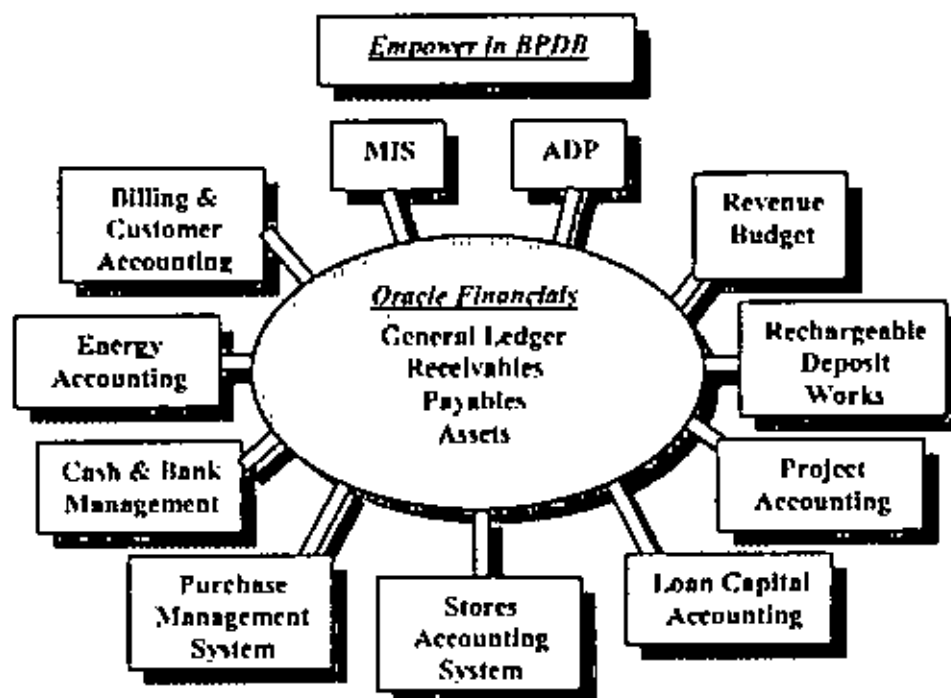 Empower in BPDB
MIS
ADP
Billing &
Customer
Accounting
Revenue
Budget
Oracle Financials
General Ledger
Receivables
Payables
Assets
Energy
Accounting
Rechargeable
Deposit
Works
Cash & Bank
Management
Project
Accounting
Purchase
Management
System
Stores
Accounting
System
Loan Capital
Accounting